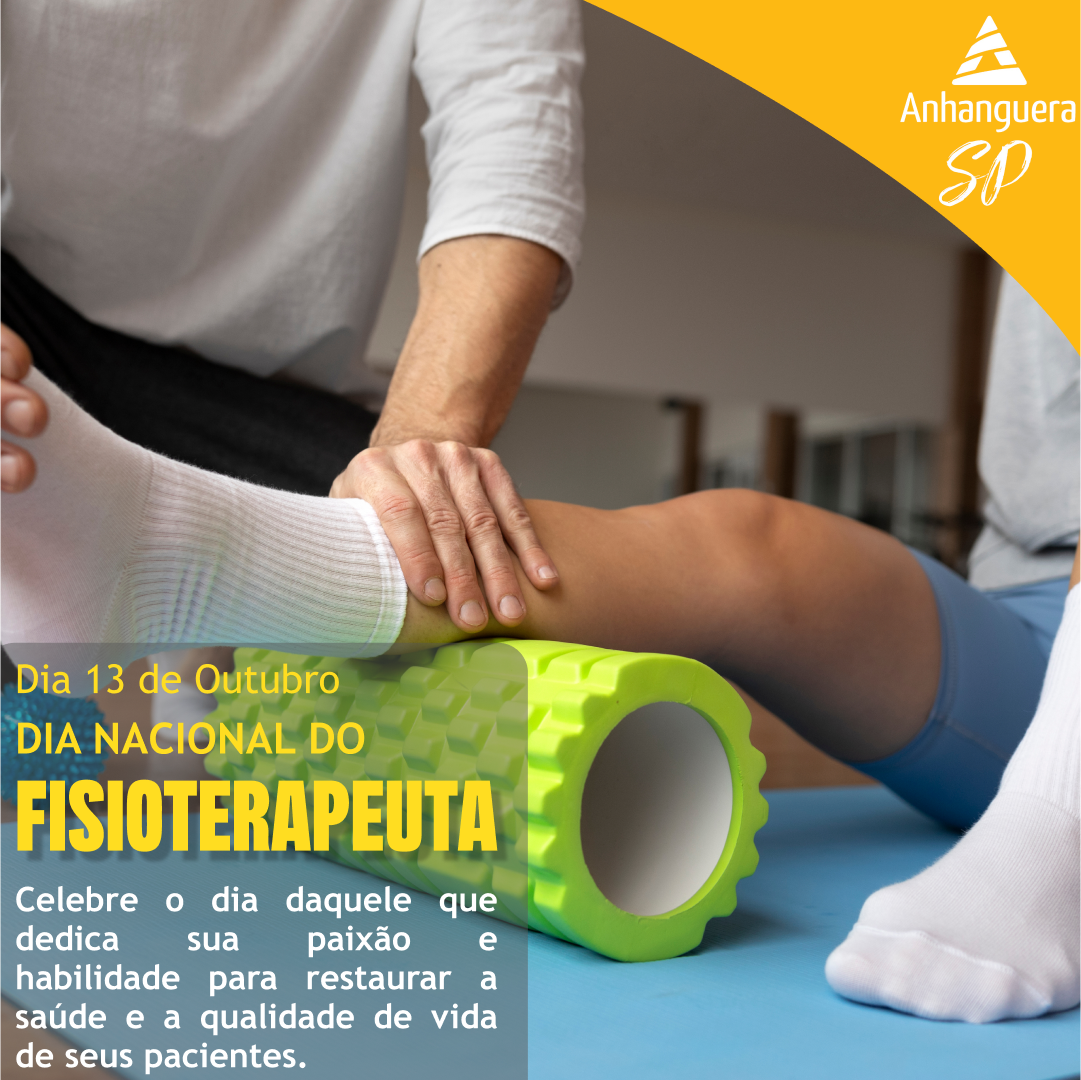 Anhanguera
SP
Dia 13 de Outubro
DIA NACIONAL DO
FISIOTERAPEUTA
Celebre o dia daquele que
dedica sua paixão e
habilidade para restaurar a
saúde e a qualidade de vida
de seus pacientes.